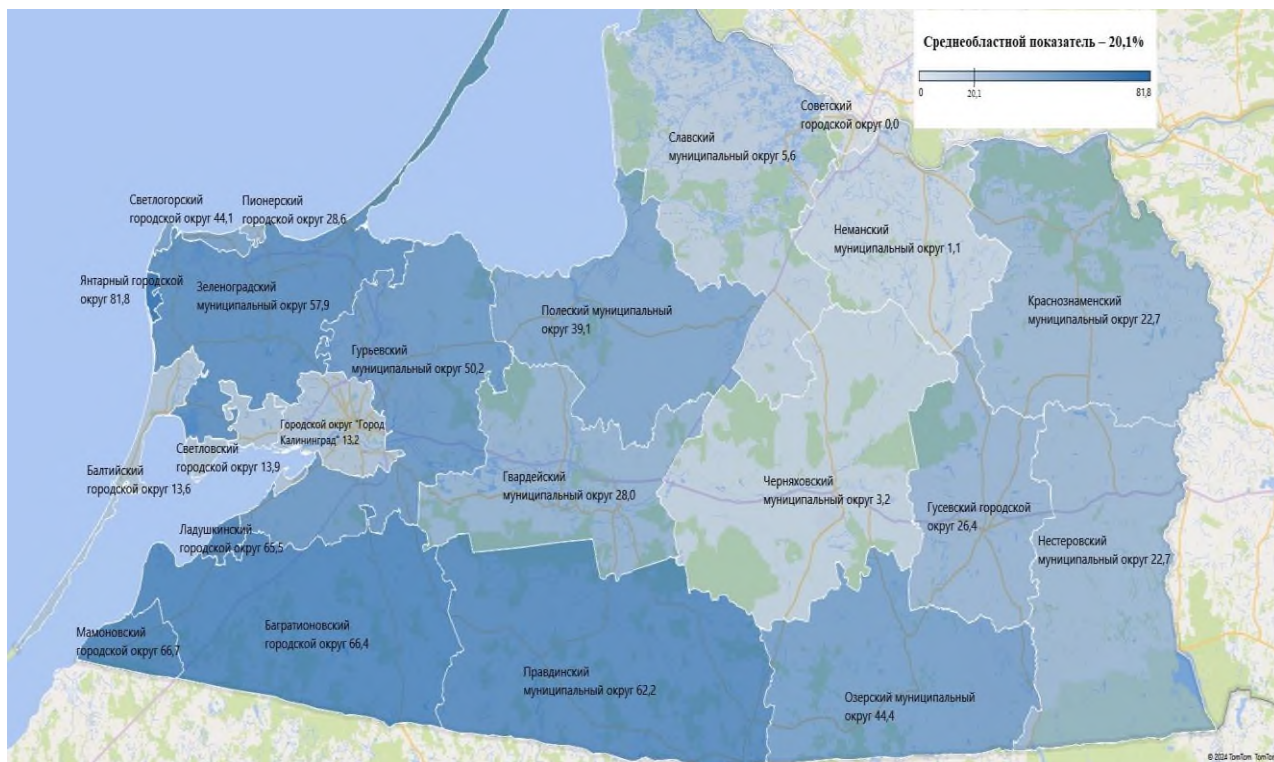 Среднеобластной показатель – 20,1%
0
20,1
81,8
Советский
городской округ 0,0
Славский
муниципальный округ 5,6
Светлогорский
городской округ 44,1
Пионерский
городской округ 28,6
Неманский
муниципальный округ 1,1
Янтарный городской
округ 81,8
Зеленоградский
муниципальный округ 57,9
Полеский муниципальный
округ 39,1
Краснознаменский
муниципальный округ 22,7
Гурьевский
муниципальный округ 50,2
Городской округ "Город
Калининград" 13,2
Светловский
городской округ 13,9
Балтийский
городской округ 13,6
Гвардейский
муниципальный округ 28,0
Черняховский
муниципальный округ 3,2
Гусевский городской
округ 26,4
Нестеровский
муниципальный округ 22,7
Ладушкинский
городской округ 65,5
Мамоновский
городской округ 66,7
Багратионовский
городской округ 66,4
Правдинский
муниципальный округ 62,2
Озерский муниципальный
округ 44,4
© 2024 TomTom